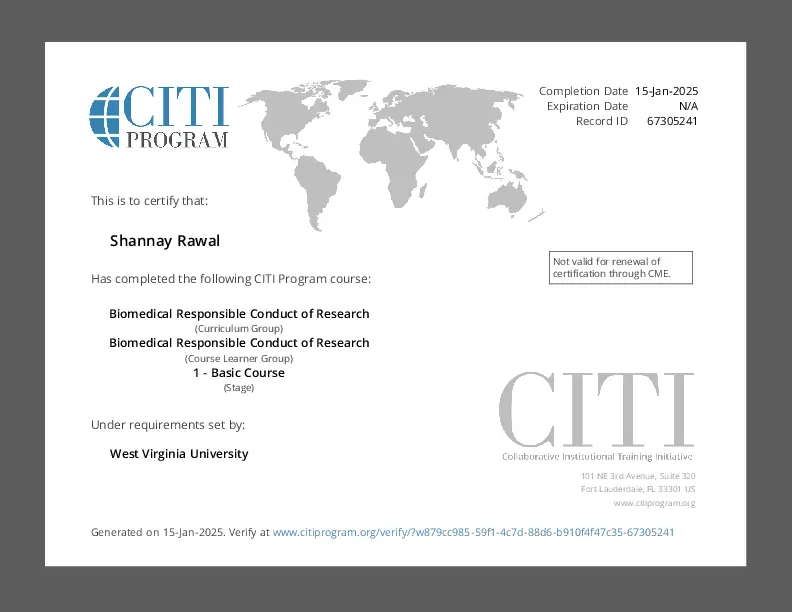 CITI
PROGRAM
Completion Date 15-Jan-2025
Expiration Date N/A
Record ID 67305241
This is to certify that:
Shannay Rawal
Has completed the following CITI Program course:
Not valid for renewal of
certification through CME.
Biomedical Responsible Conduct of Research
(Curriculum Group)
Biomedical Responsible Conduct of Research
(Course Learner Group)
1 - Basic Course
(Stage)
Under requirements set by:
West Virginia University
CITI
Collaborative Institutional Training Initiative
101 NE 3rd Avenue, Suite 320
Fort Lauderdale, FL 33301 US
www.citiprogram.org
Generated on 15-Jan-2025. Verify at www.citiprogram.org/verify/?w879cc985-59f1-4c7d-88d6-b910f4f47c35-67305241